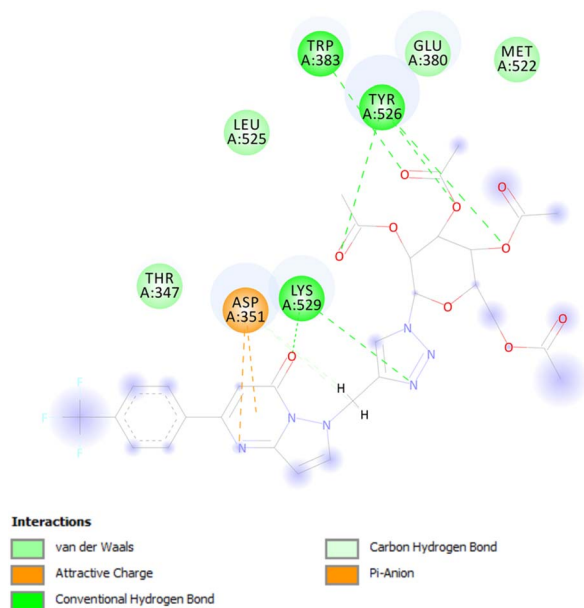 TRP
A:383
GLU
A:380
MET
A:522
TYR
A:526
LEU
A:525
O
O
O
O
O
O
O
O
O
O
THR
A:347
ASP
A:351
LYS
A:529
N
N
N
O
H
H
F
F
F
N
N
N
Interactions
van der Waals
Attractive Charge
Conventional Hydrogen Bond
Carbon Hydrogen Bond
Pi-Anion